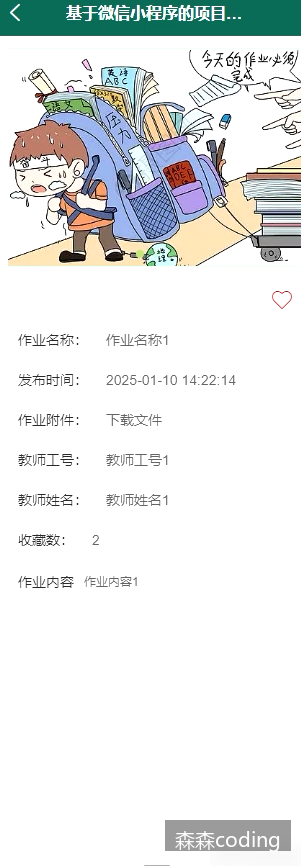 基于微信小程序的项目...
今天的作业必须
完成
英语
ABC
语文
数学
压力
地理
作业名称： 作业名称1
发布时间： 2025-01-10 14:22:14
作业附件： 下载文件
教师工号： 教师工号1
教师姓名： 教师姓名1
收藏数： 2
作业内容 作业内容1
森森coding